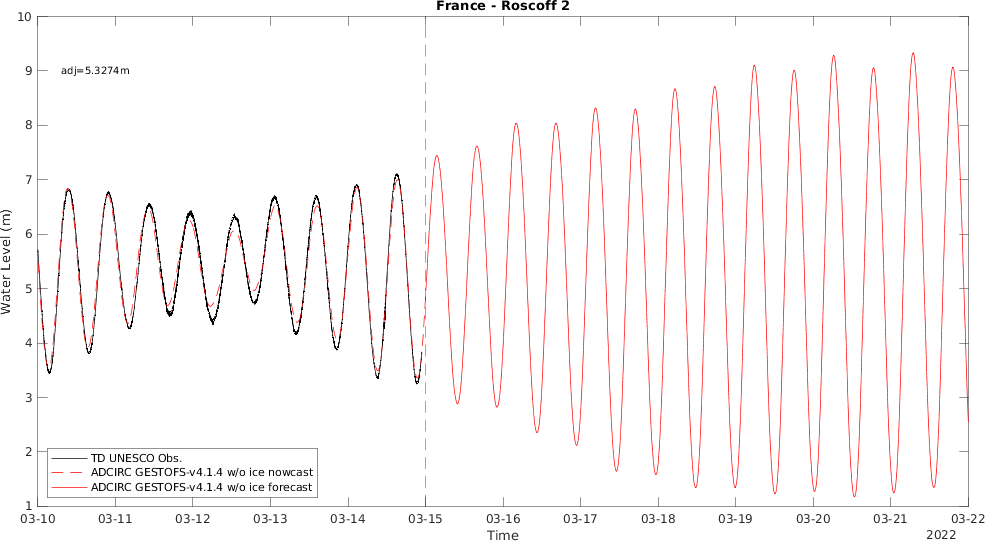 France - Roscoff 2
10
9
8
7
6
5
4
3
2
1
Water Level (m)
adj=5.3274m
TD UNESCO Obs.
ADCIRC GESTOFS-v4.1.4 w/o ice nowcast
ADCIRC GESTOFS-v4.1.4 w/o ice forecast
03-10 03-11 03-12 03-13 03-14 03-15 03-16 03-17 03-18 03-19 03-20 03-21 03-22
Time
2022